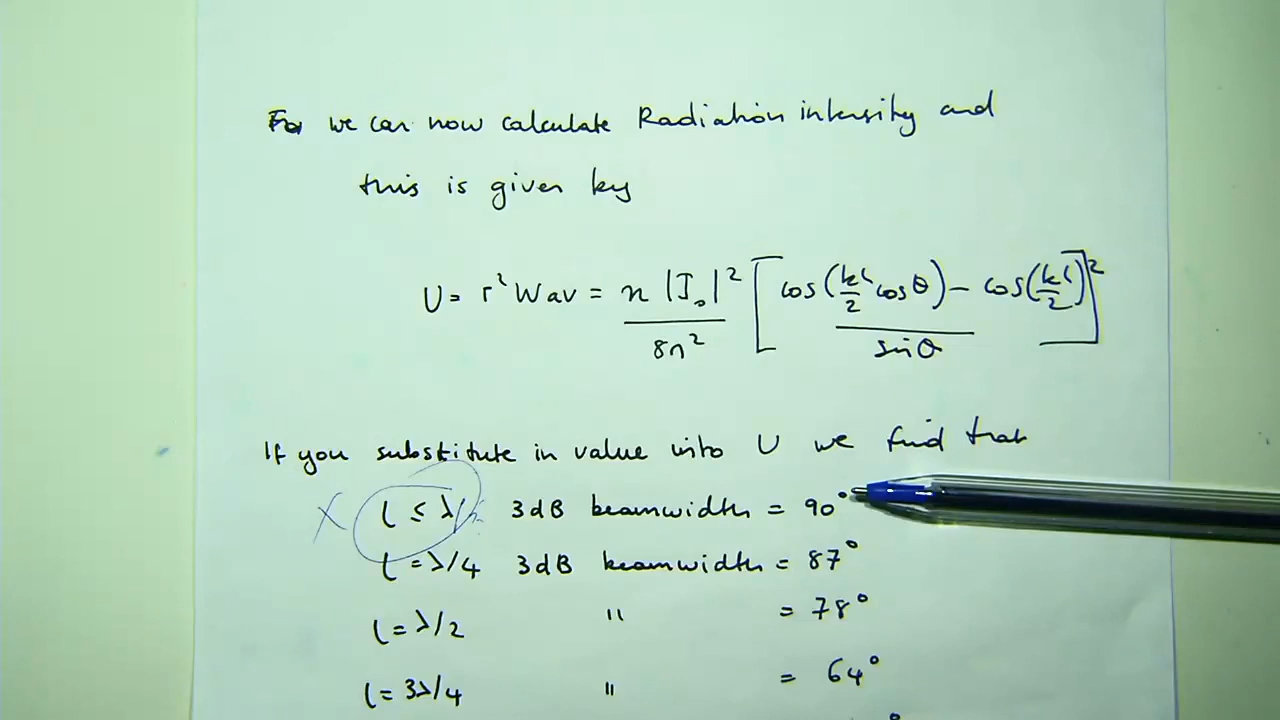 For we can now calculate Radiation intensity and
this is given by
U = r² Wav = η |I₀|² / 8π² [ cos(kl/2 cosθ) − cos(kl/2) / sinθ ]²
If you substitute in value into U we find that
X l ≤ λ/ 3dB beamwidth = 90°
l = λ/4 3dB beamwidth = 87°
l = λ/2 " = 78°
l = 3λ/4 " = 64°